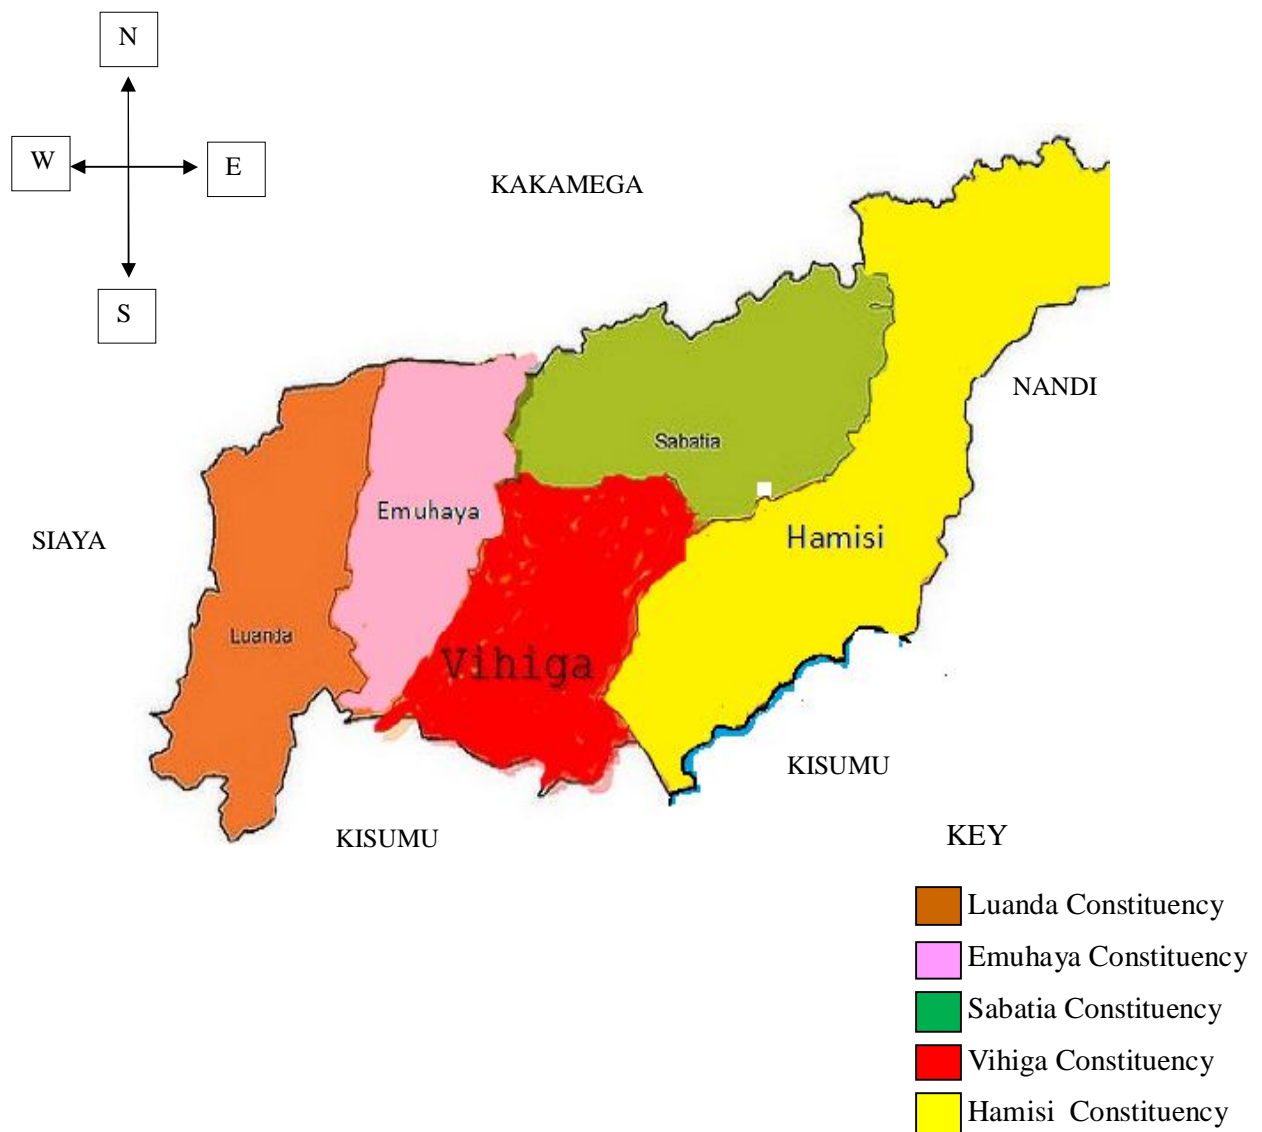 N
W
E
S
KAKAMEGA
NANDI
Sabatia
Emuhaya
Hamisi
SIAYA
Luanda
Vihiga
KISUMU
KISUMU
KEY
Luanda Constituency
Emuhaya Constituency
Sabatia Constituency
Vihiga Constituency
Hamisi Constituency